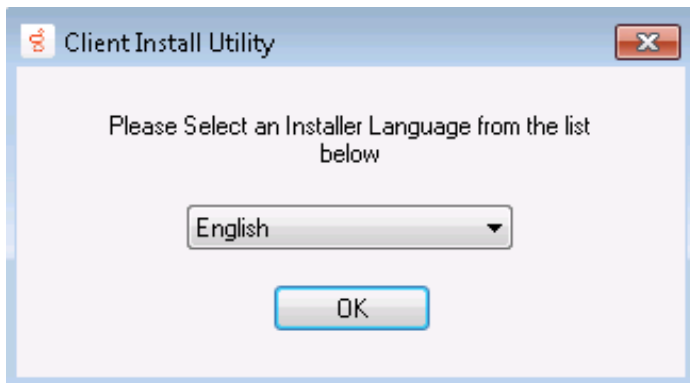 Client Install Utility
Please Select an Installer Language from the list
below
English
OK